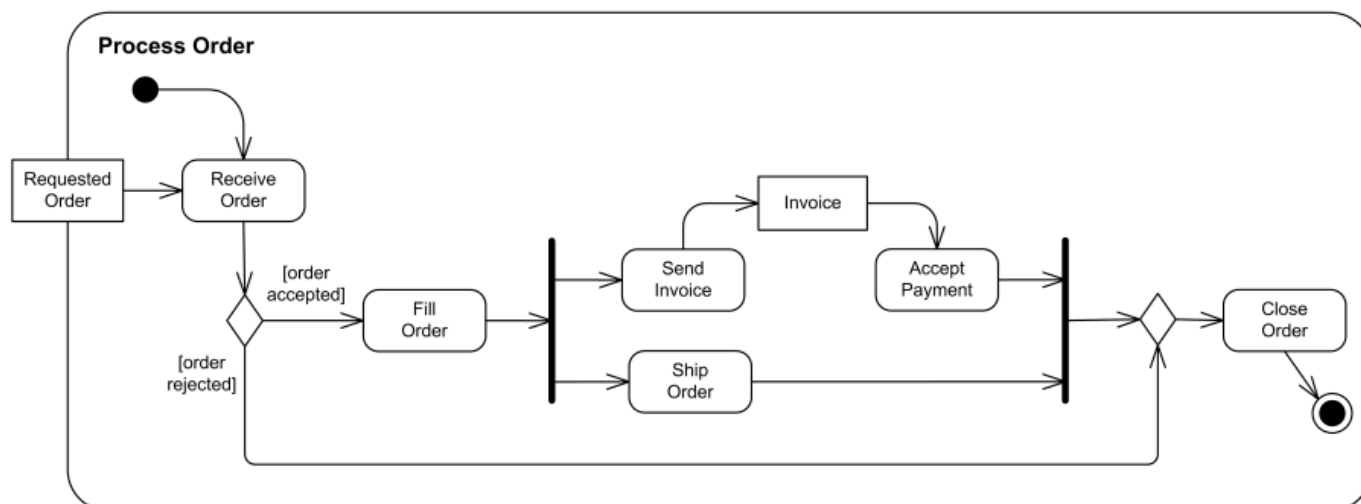 Process Order
Requested
Order
Receive
Order
[order
accepted]
[order
rejected]
Fill
Order
Send
Invoice
Invoice
Accept
Payment
Ship
Order
Close
Order